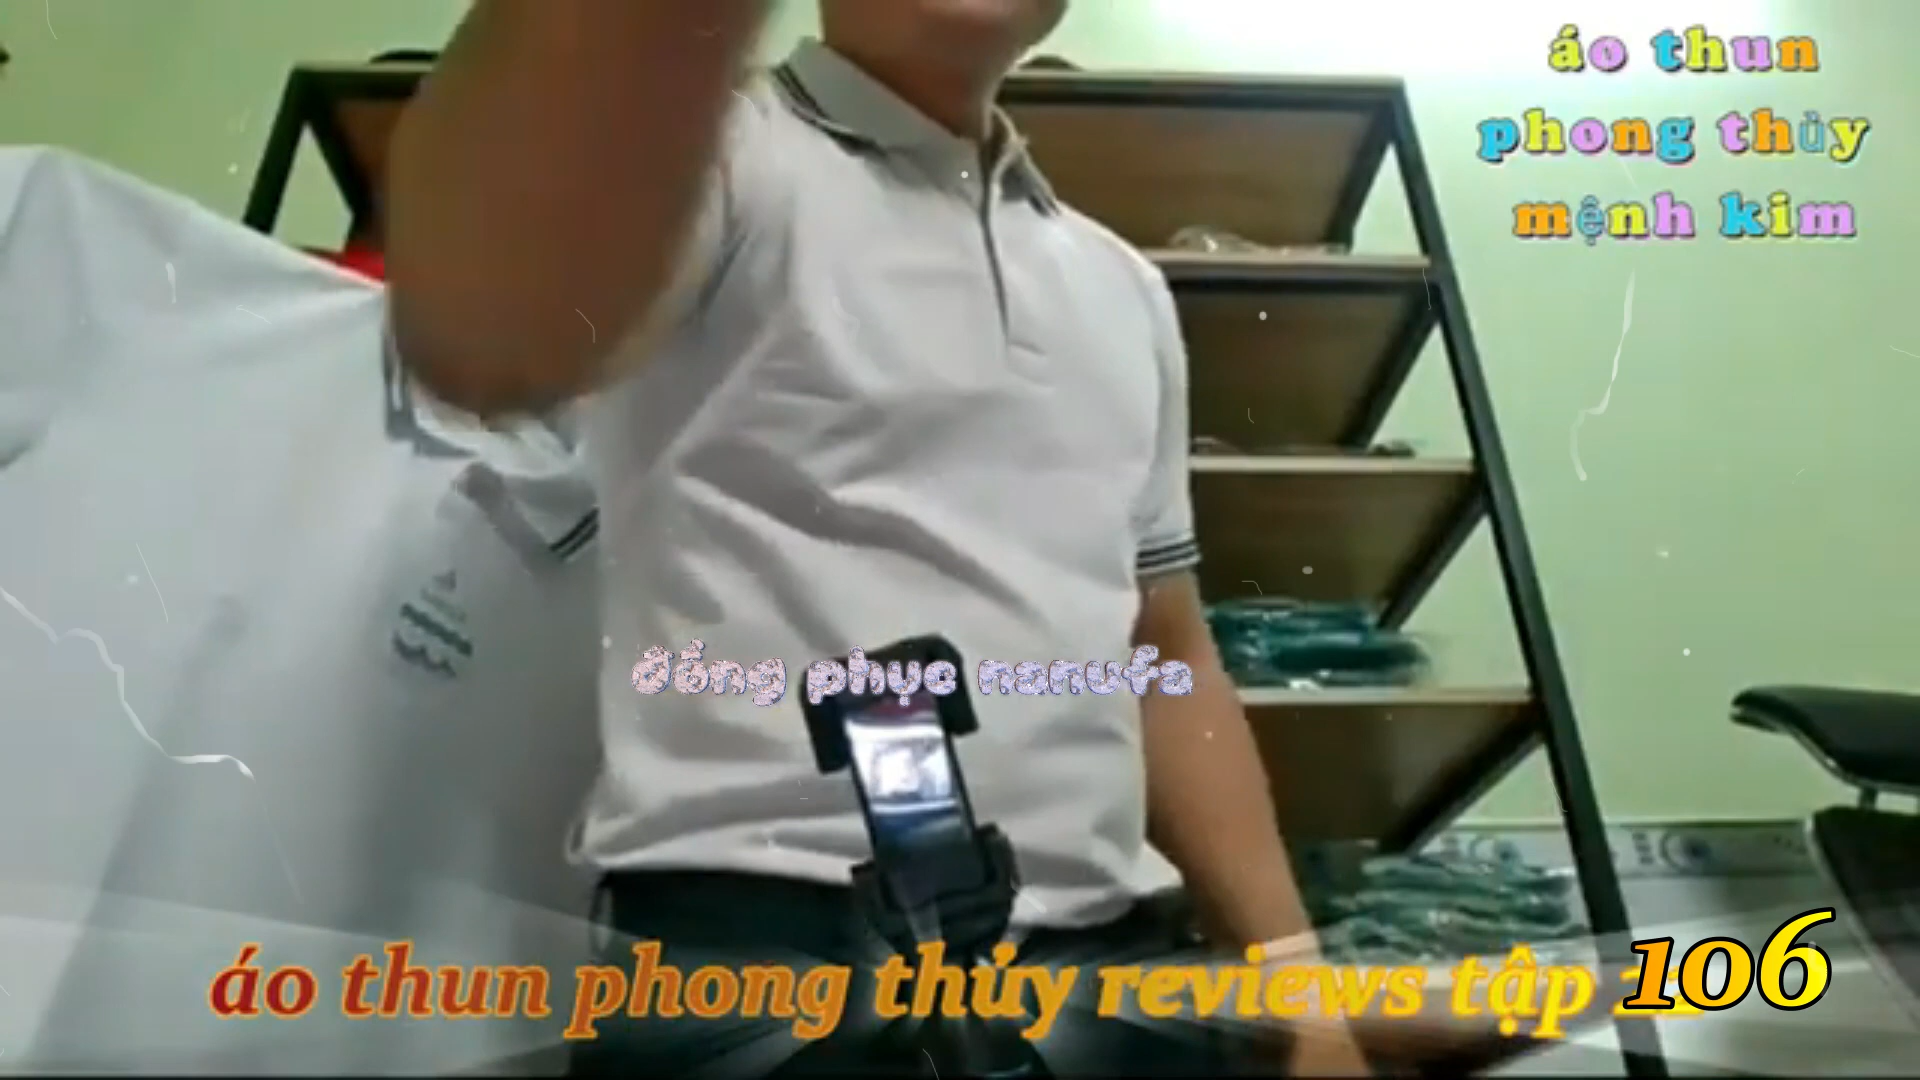 áo thun
phong thủy
mệnh kim
đồng phục nanufa
áo thun phong thủy reviews tập
106